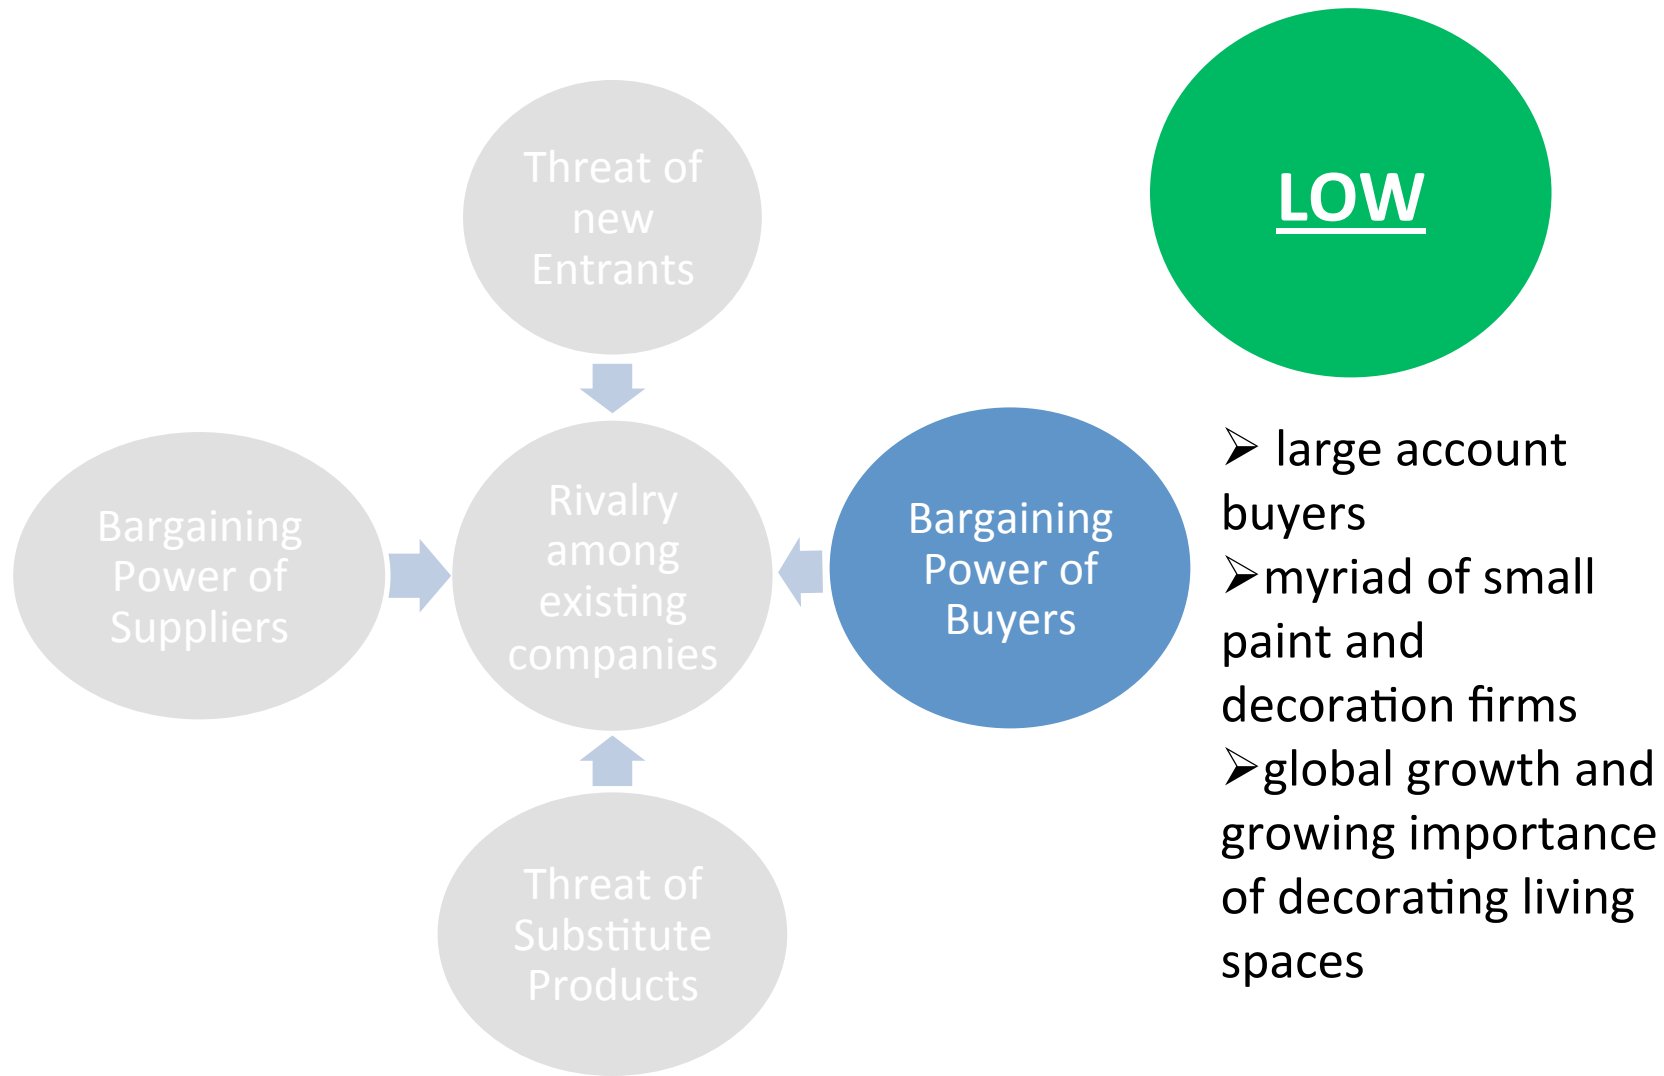 Threat of
new
Entrants
LOW
Bargaining
Power of
Suppliers
Rivalry
among
existing
companies
Bargaining
Power of
Buyers
➢ large account
buyers
➢myriad of small
paint and
decoration firms
➢global growth and
growing importance
of decorating living
spaces
Threat of
Substitute
Products